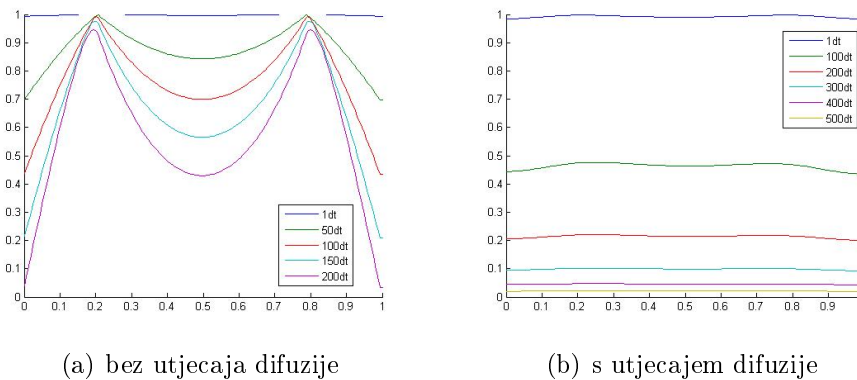 1
0.9
0.8
0.7
0.6
0.5
0.4
0.3
0.2
0.1
0
0 0.1 0.2 0.3 0.4 0.5 0.6 0.7 0.8 0.9 1
1dt
50dt
100dt
150dt
200dt
(a) bez utjecaja difuzije
1
0.9
0.8
0.7
0.6
0.5
0.4
0.3
0.2
0.1
0
0 0.1 0.2 0.3 0.4 0.5 0.6 0.7 0.8 0.9
1dt
100dt
200dt
300dt
400dt
500dt
(b) s utjecajem difuzije